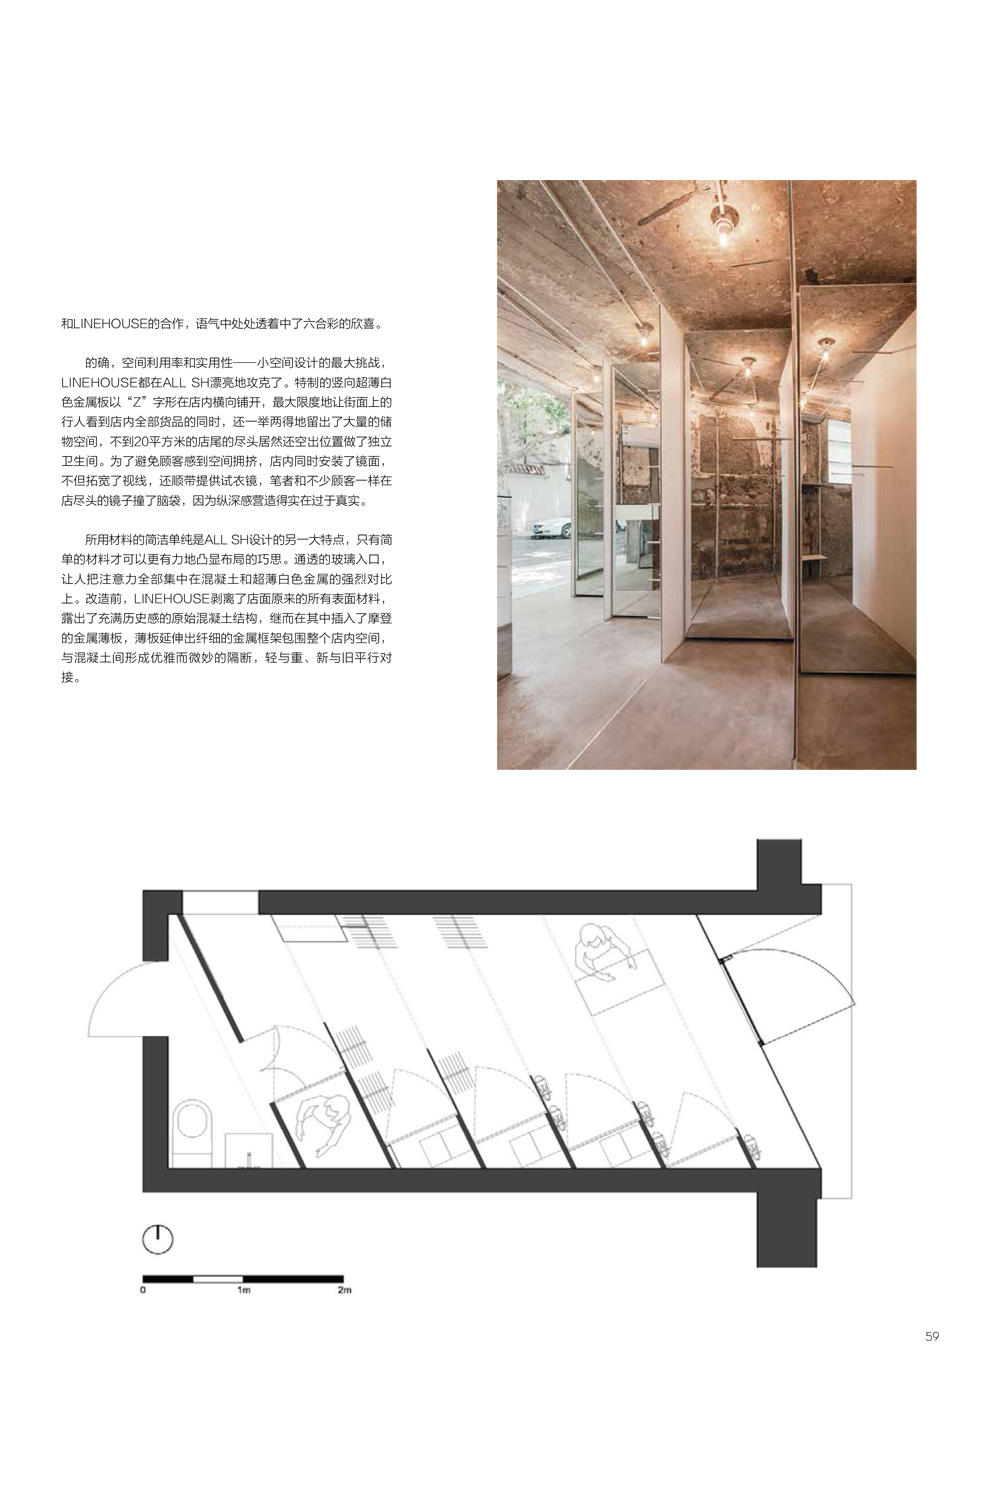 和LINEHOUSE的合作，语气中处处透着中了六合彩的欣喜。
的确，空间利用率和实用性——小空间设计的最大挑战，
LINEHOUSE都在ALL SH漂亮地攻克了。特制的竖向超薄白
色金属板以“Z”字形在店内横向铺开，最大限度地让街面上的
行人看到店内全部货品的同时，还一举两得地留出了大量的储
物空间，不到20平方米的店尾的尽头居然还空出位置做了独立
卫生间。为了避免顾客感到空间拥挤，店内同时安装了镜面，
不但拓宽了视线，还顺带提供试衣镜，笔者和不少顾客一样在
店尽头的镜子撞了脑袋，因为纵深感营造得实在过于真实。
所用材料的简洁单纯是ALL SH设计的另一大特点，只有简
单的材料才可以更有力地凸显布局的巧思。通透的玻璃入口，
让人把注意力全部集中在混凝土和超薄白色金属的强烈对比
上。改造前，LINEHOUSE剥离了店面原来的所有表面材料，
露出了充满历史感的原始混凝土结构，继而在其中插入了摩登
的金属薄板，薄板延伸出纤细的金属框架包围整个店内空间，
与混凝土间形成优雅而微妙的隔断，轻与重、新与旧平行对
接。
0 1m 2m
59